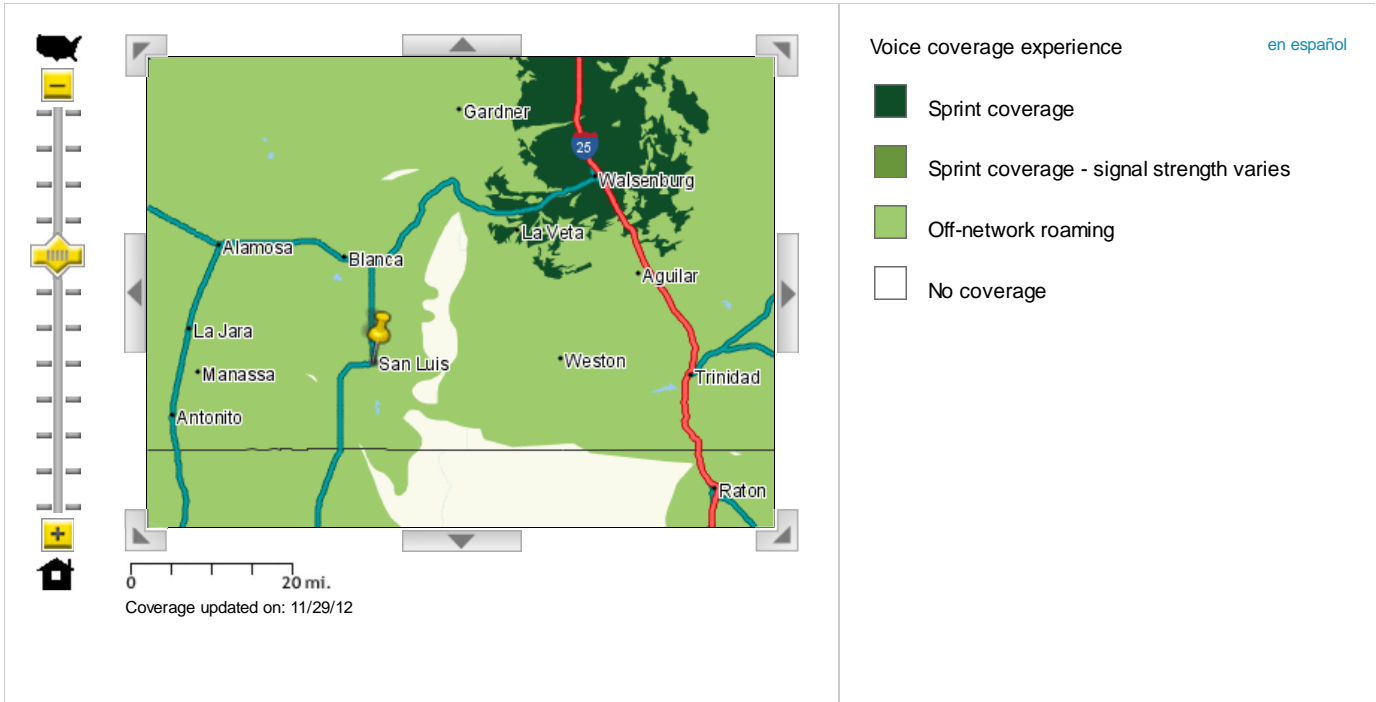 Voice coverage experience
en español
Sprint coverage
Sprint coverage - signal strength varies
Off-network roaming
No coverage
Gardner
25
Walsenburg
La Veta
Alamosa
Blanca
Aguilar
La Jara
San Luis
Weston
Manassa
Trinidad
Antonito
Raton
0
20 mi.
Coverage updated on: 11/29/12